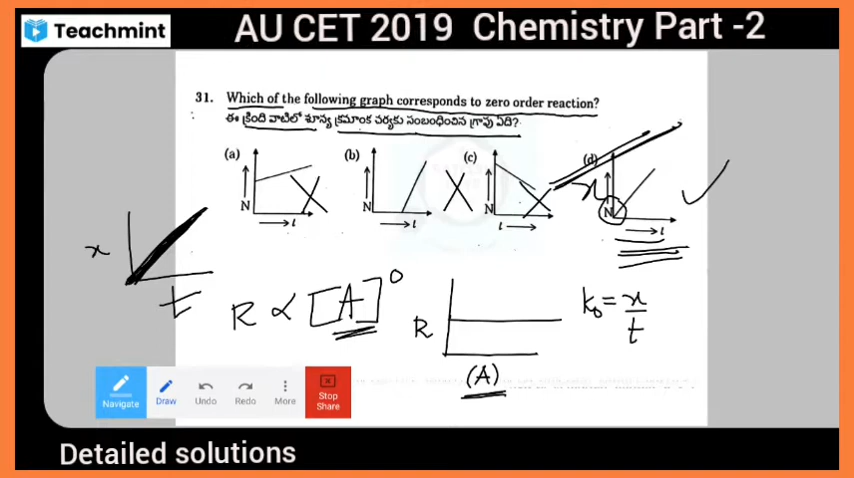 Teachmint
AU CET 2019 Chemistry Part -2
31. Which of the following graph corresponds to zero order reaction?
ఈ క్రింది వాటిలో శూన్య క్రమాంక చర్యకు సంబంధించిన గ్రాఫు ఏది?
(a) (b) (c) (d)
x
N N N N
t t t t
x
t
R ∝ [A]⁰
R
(A)
k₀ = x/t
Navigate Draw Undo Redo More Stop Share
Detailed solutions